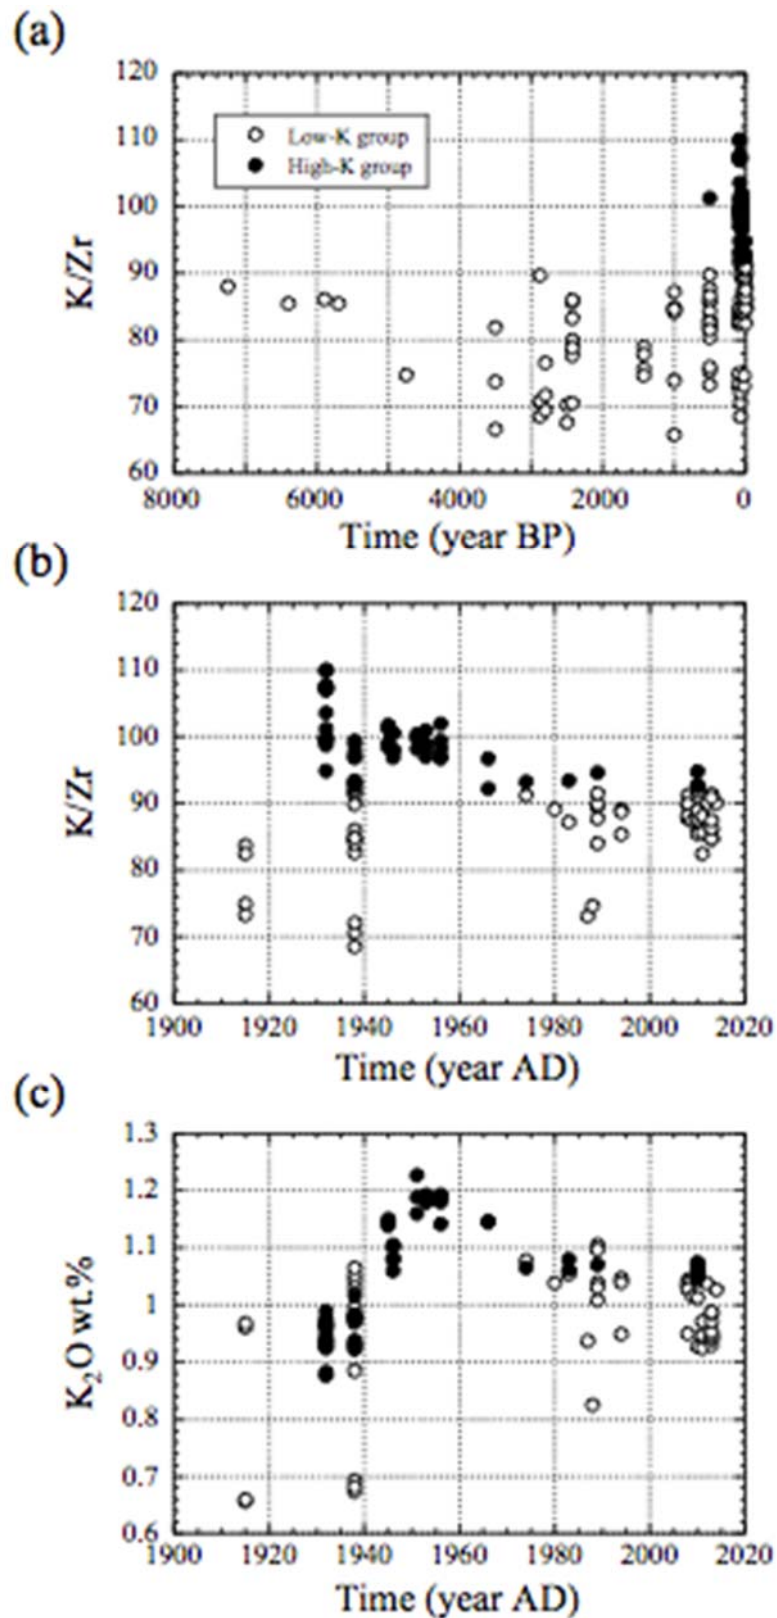 (a)
120
110
100
90
80
70
60
K/Zr
Low-K group
High-K group
8000 6000 4000 2000 0
Time (year BP)
(b)
120
110
100
90
80
70
60
K/Zr
1900 1920 1940 1960 1980 2000 2020
Time (year AD)
(c)
1.3
1.2
1.1
1
0.9
0.8
0.7
0.6
K₂O wt.%
1900 1920 1940 1960 1980 2000 2020
Time (year AD)